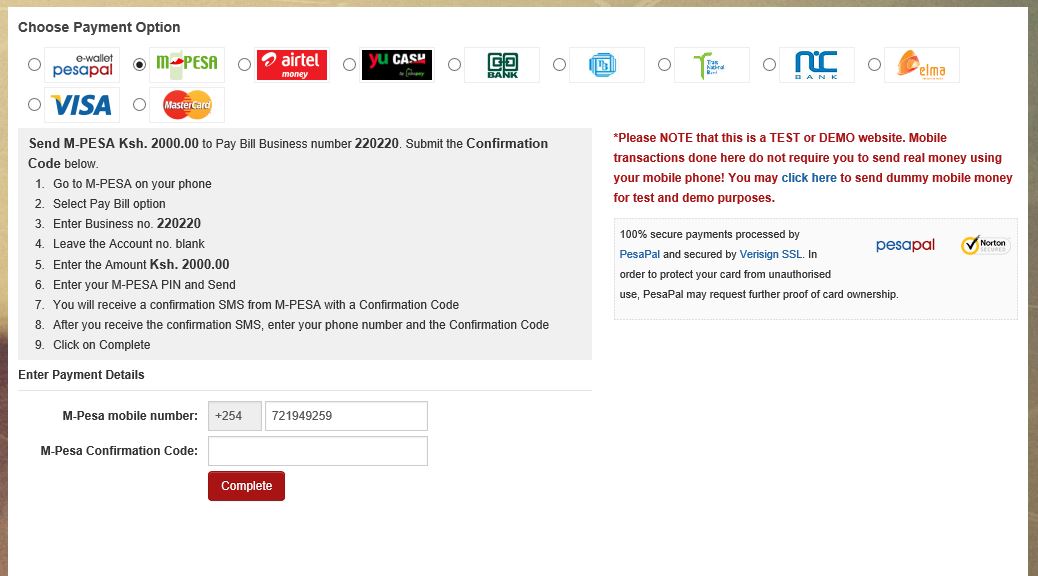 Choose Payment Option
e-wallet
pesapal
M-PESA
airtel
money
yu CASH
BANK
Trans
National
Bank
NIC
BANK
elma
VISA
MasterCard
Send M-PESA Ksh. 2000.00 to Pay Bill Business number 220220. Submit the Confirmation
Code below.
1. Go to M-PESA on your phone
2. Select Pay Bill option
3. Enter Business no. 220220
4. Leave the Account no. blank
5. Enter the Amount Ksh. 2000.00
6. Enter your M-PESA PIN and Send
7. You will receive a confirmation SMS from M-PESA with a Confirmation Code
8. After you receive the confirmation SMS, enter your phone number and the Confirmation Code
9. Click on Complete
*Please NOTE that this is a TEST or DEMO website. Mobile
transactions done here do not require you to send real money using
your mobile phone! You may click here to send dummy mobile money
for test and demo purposes.
100% secure payments processed by
PesaPal and secured by Verisign SSL. In
order to protect your card from unauthorised
use, PesaPal may request further proof of card ownership.
pesapal
Norton
SECURED
Enter Payment Details
M-Pesa mobile number: +254 721949259
M-Pesa Confirmation Code:
Complete